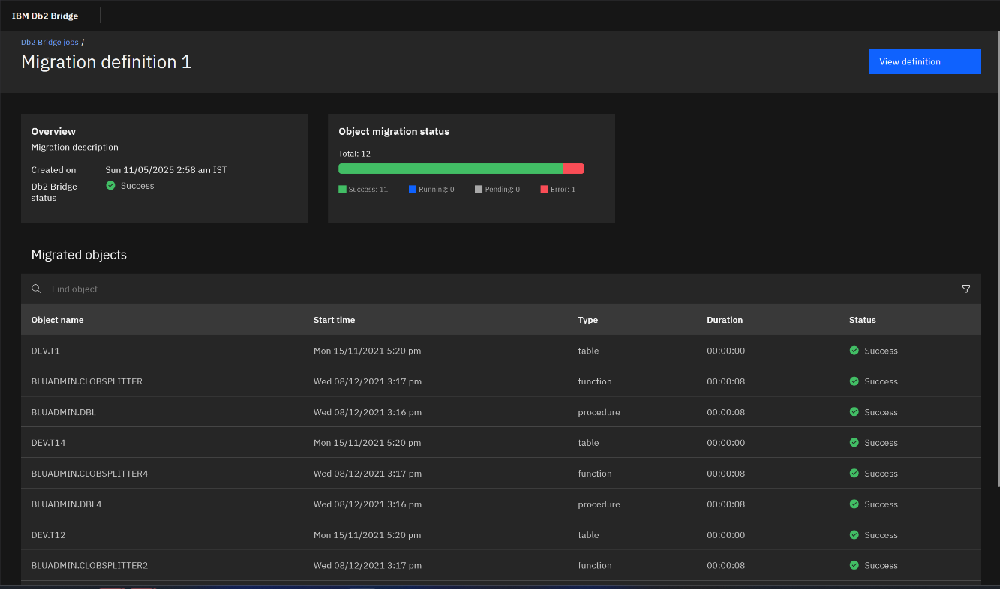 IBM Db2 Bridge
Db2 Bridge jobs /
Migration definition 1
View definition
Overview
Migration description
Created on Sun 11/05/2025 2:58 am IST
Db2 Bridge status Success
Object migration status
Total: 12
Success: 11 Running: 0 Pending: 0 Error: 1
Migrated objects
Find object
Object name Start time Type Duration Status
DEV.T1 Mon 15/11/2021 5:20 pm table 00:00:00 Success
BLUADMIN.CLOBSPLITTER Wed 08/12/2021 3:17 pm function 00:00:08 Success
BLUADMIN.DBL Wed 08/12/2021 3:16 pm procedure 00:00:08 Success
DEV.T14 Mon 15/11/2021 5:20 pm table 00:00:00 Success
BLUADMIN.CLOBSPLITTER4 Wed 08/12/2021 3:17 pm function 00:00:08 Success
BLUADMIN.DBL4 Wed 08/12/2021 3:16 pm procedure 00:00:08 Success
DEV.T12 Mon 15/11/2021 5:20 pm table 00:00:00 Success
BLUADMIN.CLOBSPLITTER2 Wed 08/12/2021 3:17 pm function 00:00:08 Success